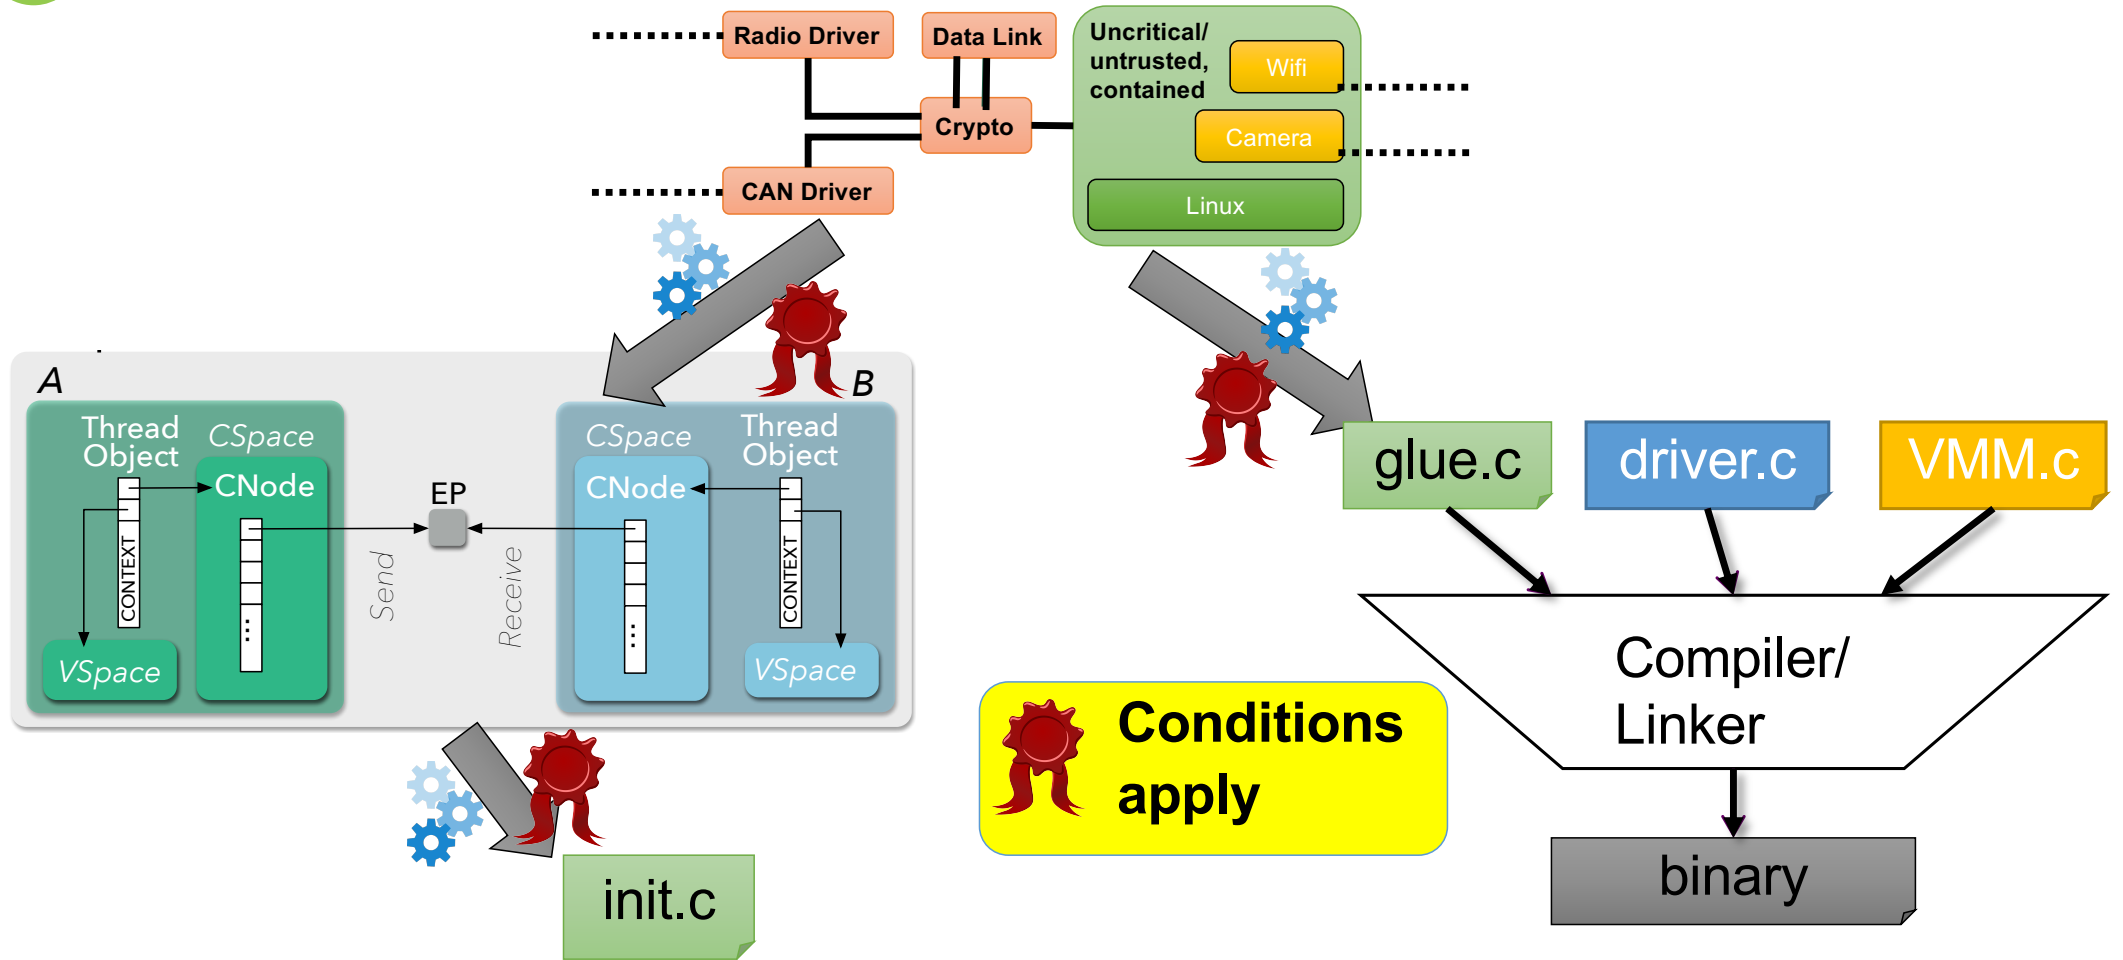 Radio Driver
Data Link
Uncritical/
untrusted,
contained
Wifi
Camera
Crypto
CAN Driver
Linux
A
B
Thread
Object
CSpace
CNode
CONTEXT
...
VSpace
EP
Send
Receive
CSpace
CNode
...
Thread
Object
CONTEXT
VSpace
glue.c
driver.c
VMM.c
Compiler/
Linker
Conditions
apply
binary
init.c